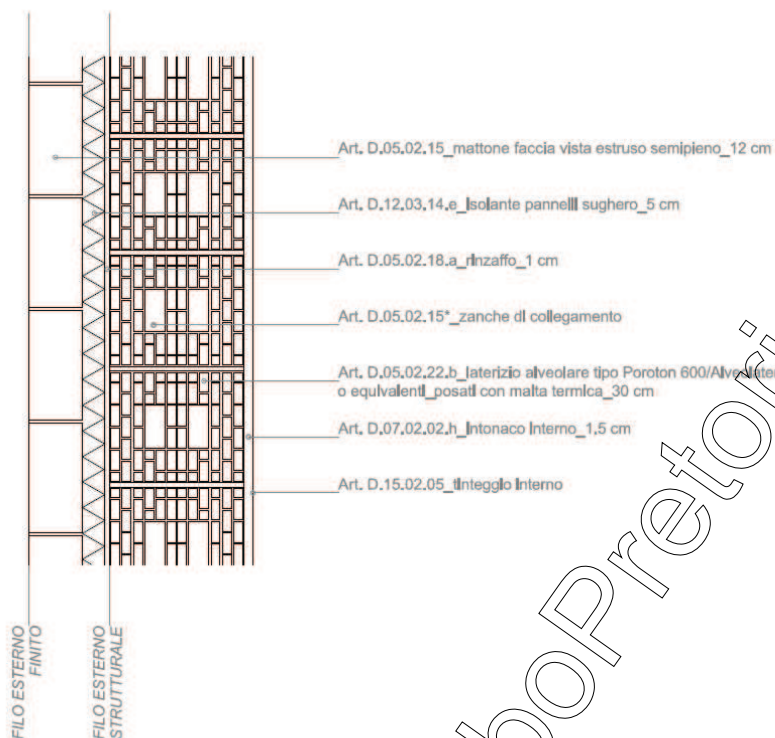 Art. D.05.02.15_mattone faccia vista estruso semipieno_12 cm
Art. D.12.03.14.e_Isolante pannelli sughero_5 cm
Art. D.05.02.18.a_rinzaffo_1 cm
Art. D.05.02.15*_zanche di collegamento
Art. D.05.02.22.b_laterizio alveolare tipo Poroton 600/
o equivalenti_posati con malta termica_30 cm
Art. D.07.02.02.h_Intonaco interno_1,5 cm
Art. D.15.02.05_tinteggio interno
FILO ESTERNO
FINITO
FILO ESTERNO
STRUTTURALE
boPretori